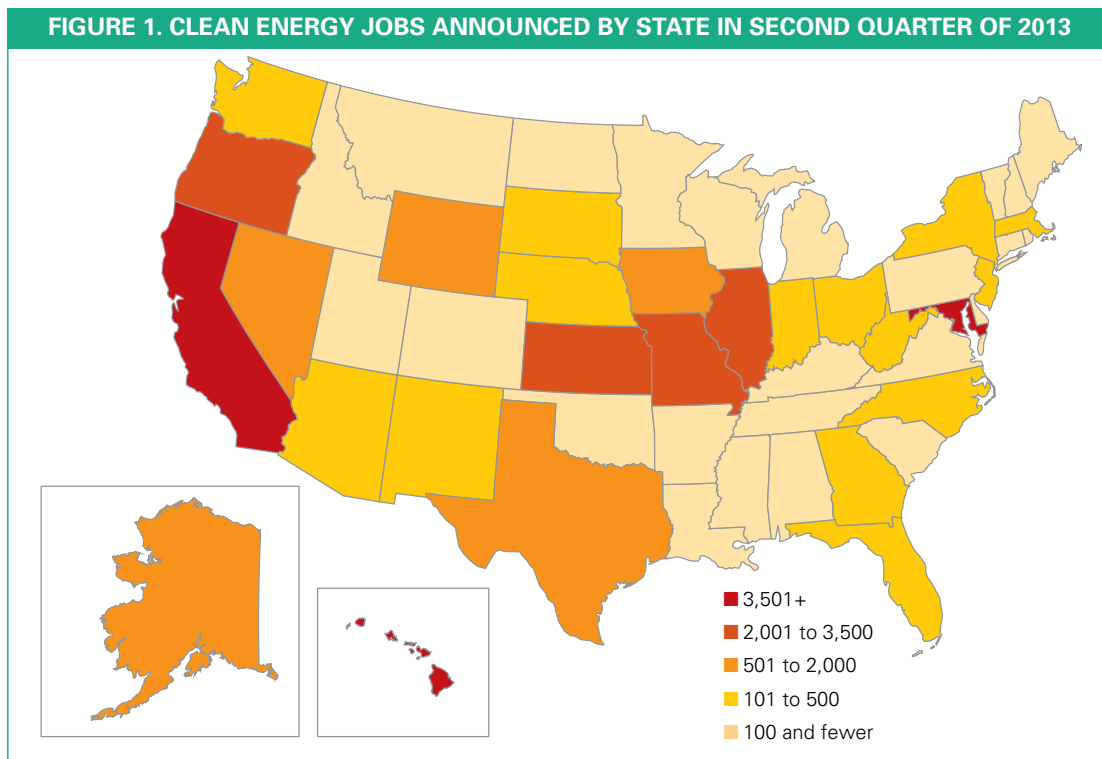 FIGURE 1. CLEAN ENERGY JOBS ANNOUNCED BY STATE IN SECOND QUARTER OF 2013
3,501+
2,001 to 3,500
501 to 2,000
101 to 500
100 and fewer